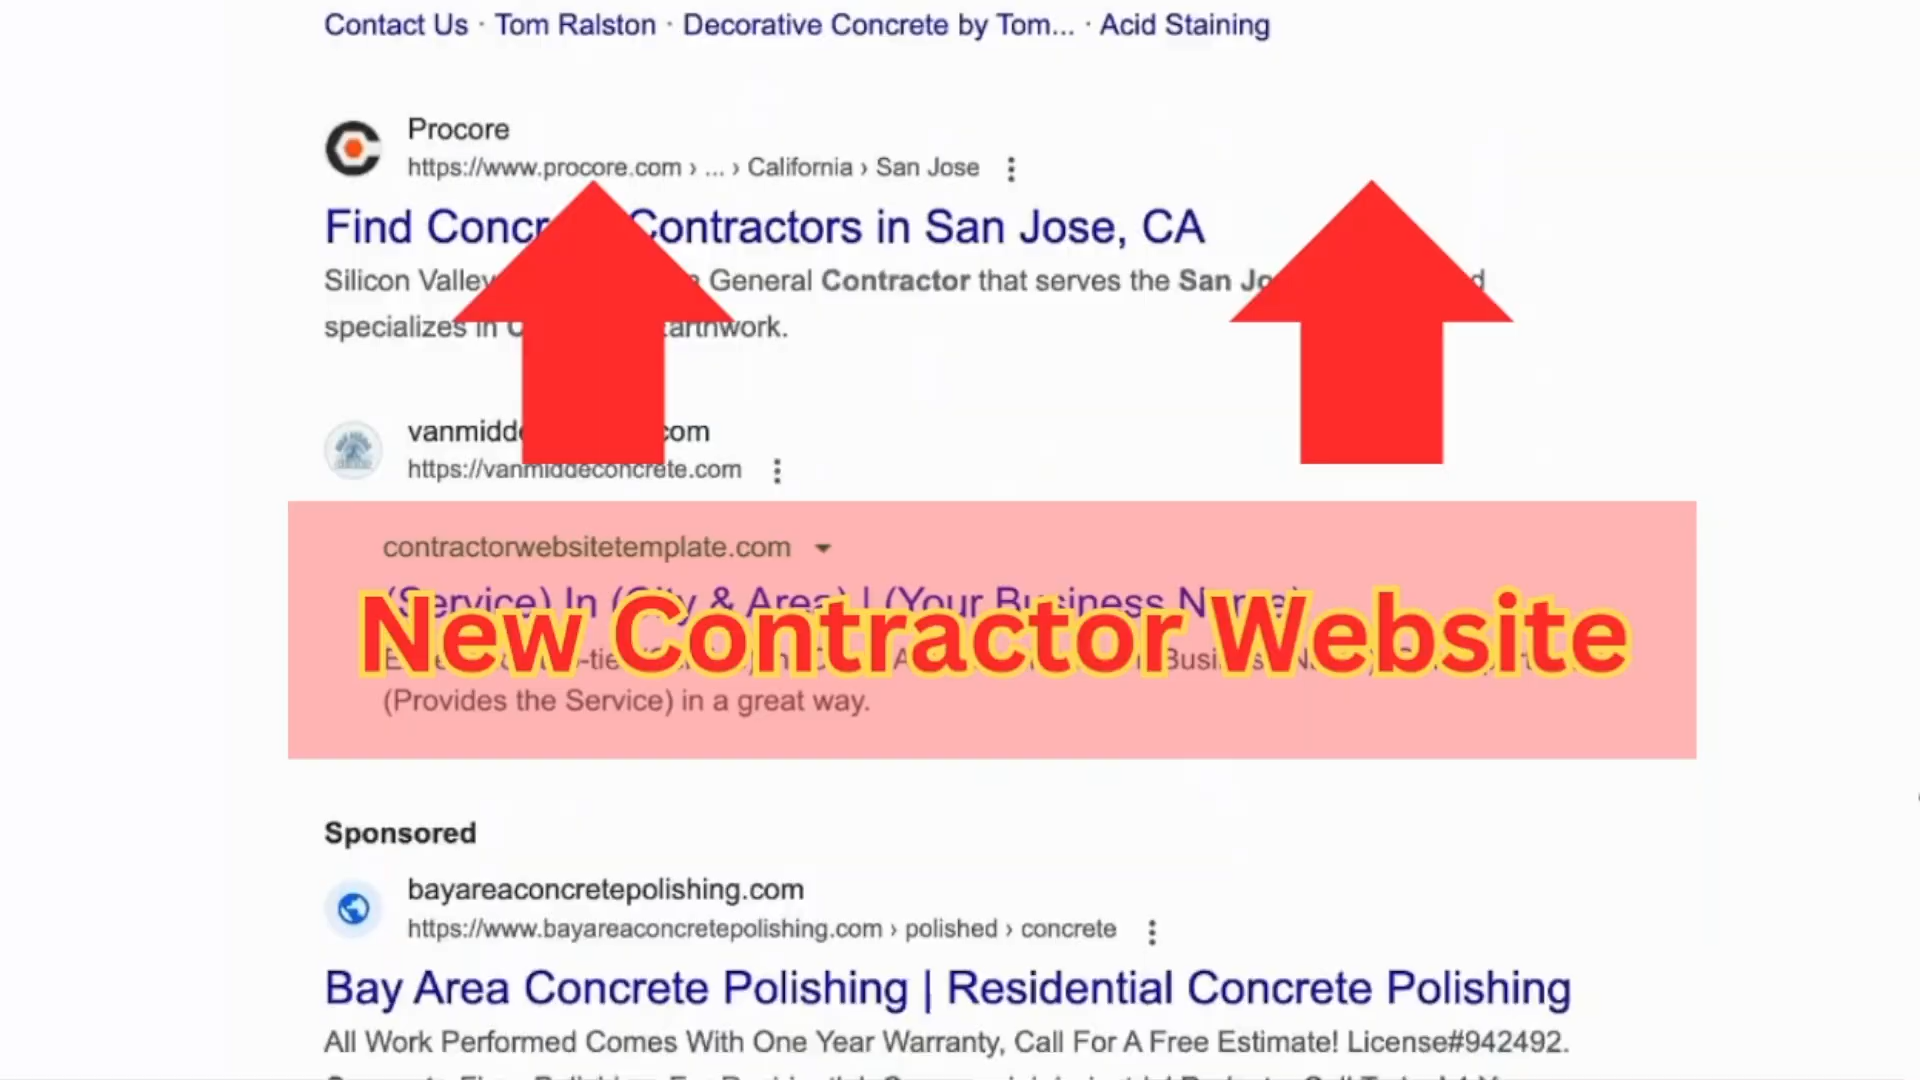 Contact Us · Tom Ralston · Decorative Concrete by Tom... · Acid Staining
Procore
https://www.procore.com › ... › California › San Jose
Find Contractors in San Jose, CA
Silicon Valley General Contractor that serves the San
specializes in
vanmidde .com
https://vanmiddeconcrete.com
contractorwebsitetemplate.com
(Service) In (City & Area) | (Your Business Name)
New Contractor Website
(Provides the Service) in a great way.
Sponsored
bayareaconcretepolishing.com
https://www.bayareaconcretepolishing.com › polished › concrete
Bay Area Concrete Polishing | Residential Concrete Polishing
All Work Performed Comes With One Year Warranty, Call For A Free Estimate! License#942492.